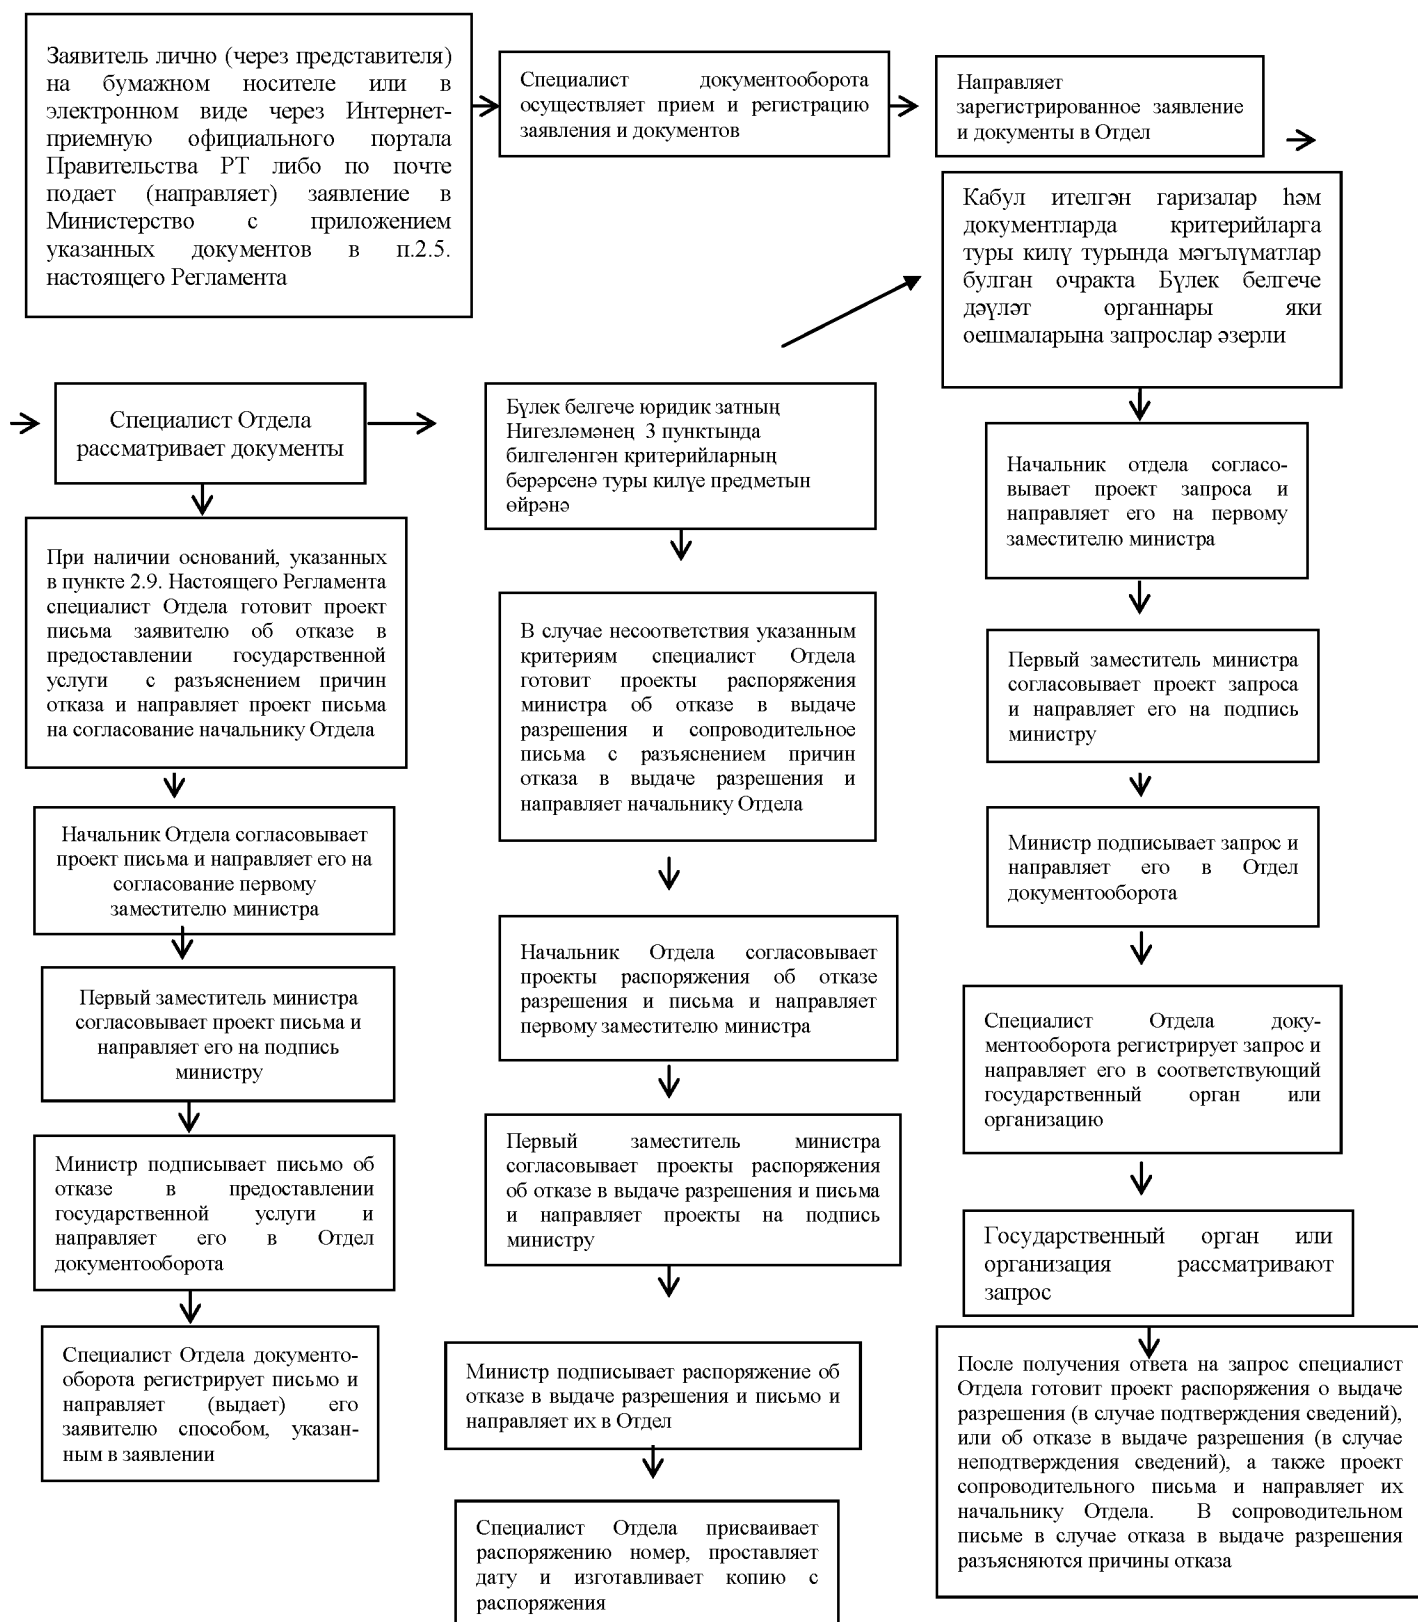 Заявитель лично (через представителя)
на бумажном носителе или в
электронном виде через Интернет-
приемную официального портала
Правительства РТ либо по почте
подает (направляет) заявление в
Министерство с приложением
указанных документов в п.2.5.
настоящего Регламента
Специалист документооборота
осуществляет прием и регистрацию
заявления и документов
Направляет
зарегистрированное заявление
и документы в Отдел
Кабул ителгән гаризалар һәм
документларда критерийларга
туры килү турында мәгълүматлар
булган очракта Бүлек белгече
дәүләт органнары яки
оешмаларына запрослар әзерли
Специалист Отдела
рассматривает документы
Бүлек белгече юридик затның
Нигезләмәнең 3 пунктында
билгеләнгән критерийларның
берәрсенә туры килүе предметын
өйрәнә
Начальник отдела согласо-
вывает проект запроса и
направляет его на первому
заместителю министра
При наличии оснований, указанных
в пункте 2.9. Настоящего Регламента
специалист Отдела готовит проект
письма заявителю об отказе в
предоставлении государственной
услуги с разъяснением причин
отказа и направляет проект письма
на согласование начальнику Отдела
В случае несоответствия указанным
критериям специалист Отдела
готовит проекты распоряжения
министра об отказе в выдаче
разрешения и сопроводительное
письма с разъяснением причин
отказа в выдаче разрешения и
направляет начальнику Отдела
Первый заместитель министра
согласовывает проект запроса
и направляет его на подпись
министру
Начальник Отдела согласовывает
проект письма и направляет его на
согласование первому
заместителю министра
Министр подписывает запрос и
направляет его в Отдел
документооборота
Первый заместитель министра
согласовывает проект письма и
направляет его на подпись
министру
Начальник Отдела согласовывает
проекты распоряжения об отказе
разрешения и письма и направляет
первому заместителю министра
Специалист Отдела доку-
ментооборота регистрирует запрос и
направляет его в соответствующий
государственный орган или
организацию
Министр подписывает письмо об
отказе в предоставлении
государственной услуги и
направляет его в Отдел
документооборота
Первый заместитель министра
согласовывает проекты распоряжения
об отказе в выдаче разрешения и письма
и направляет проекты на подпись
министру
Государственный орган или
организация рассматривают
запрос
Специалист Отдела документо-
оборота регистрирует письмо и
направляет (выдает) его
заявителю способом, указан-
ным в заявлении
Министр подписывает распоряжение об
отказе в выдаче разрешения и письмо и
направляет их в Отдел
После получения ответа на запрос специалист
Отдела готовит проект распоряжения о выдаче
разрешения (в случае подтверждения сведений),
или об отказе в выдаче разрешения (в случае
неподтверждения сведений), а также проект
сопроводительного письма и направляет их
начальнику Отдела. В сопроводительном
письме в случае отказа в выдаче разрешения
разъясняются причины отказа
Специалист Отдела присваивает
распоряжению номер, проставляет
дату и изготавливает копию с
распоряжения